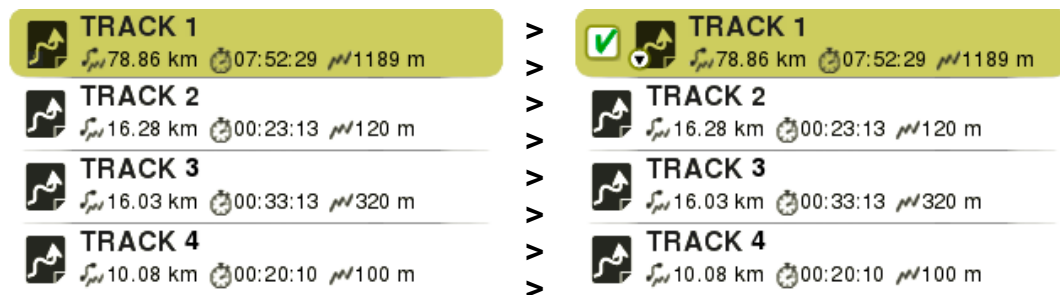 TRACK 1
78.86 km 07:52:29 1189 m
TRACK 2
16.28 km 00:23:13 120 m
TRACK 3
16.03 km 00:33:13 320 m
TRACK 4
10.08 km 00:20:10 100 m
>
>
>
>
>
>
>
>
TRACK 1
78.86 km 07:52:29 1189 m
TRACK 2
16.28 km 00:23:13 120 m
TRACK 3
16.03 km 00:33:13 320 m
TRACK 4
10.08 km 00:20:10 100 m